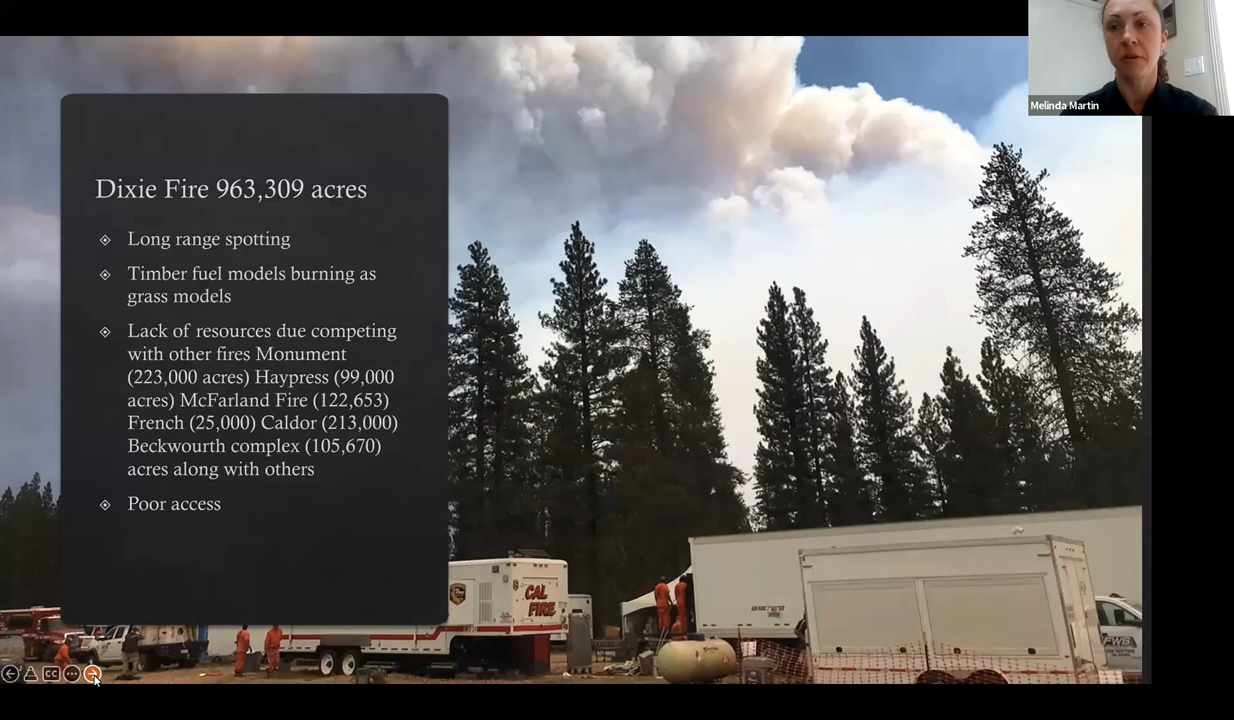 Melinda Martin
Dixie Fire 963,309 acres
Long range spotting
Timber fuel models burning as
grass models
Lack of resources due competing
with other fires Monument
(223,000 acres) Haypress (99,000
acres) McFarland Fire (122,653)
French (25,000) Caldor (213,000)
Beckwourth complex (105,670)
acres along with others
Poor access
CAL
FIRE
CC